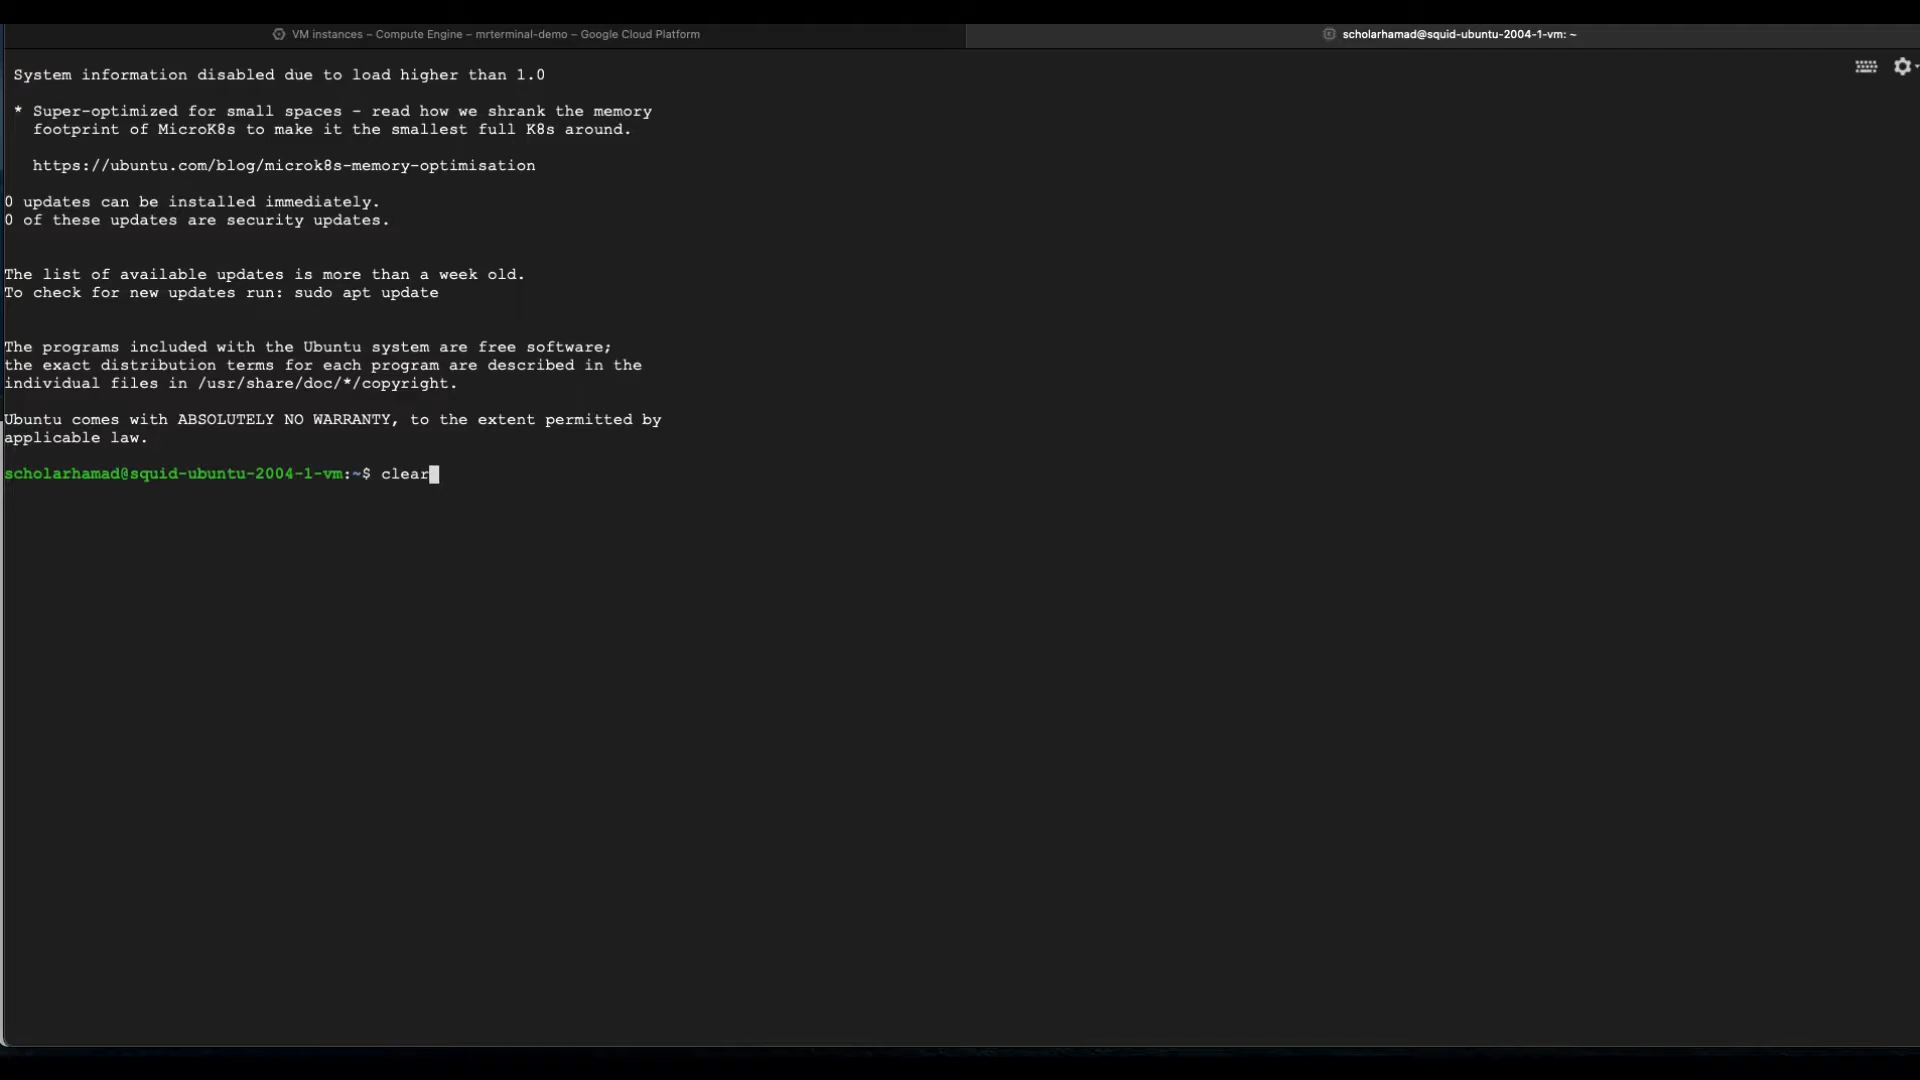 VM instances – Compute Engine – mrterminal-demo – Google Cloud Platform
scholarhamad@squid-ubuntu-2004-1-vm: ~
System information disabled due to load higher than 1.0
* Super-optimized for small spaces - read how we shrank the memory
footprint of MicroK8s to make it the smallest full K8s around.
https://ubuntu.com/blog/microk8s-memory-optimisation
0 updates can be installed immediately.
0 of these updates are security updates.
The list of available updates is more than a week old.
To check for new updates run: sudo apt update
The programs included with the Ubuntu system are free software;
the exact distribution terms for each program are described in the
individual files in /usr/share/doc/*/copyright.
Ubuntu comes with ABSOLUTELY NO WARRANTY, to the extent permitted by
applicable law.
scholarhamad@squid-ubuntu-2004-1-vm:~$ clear